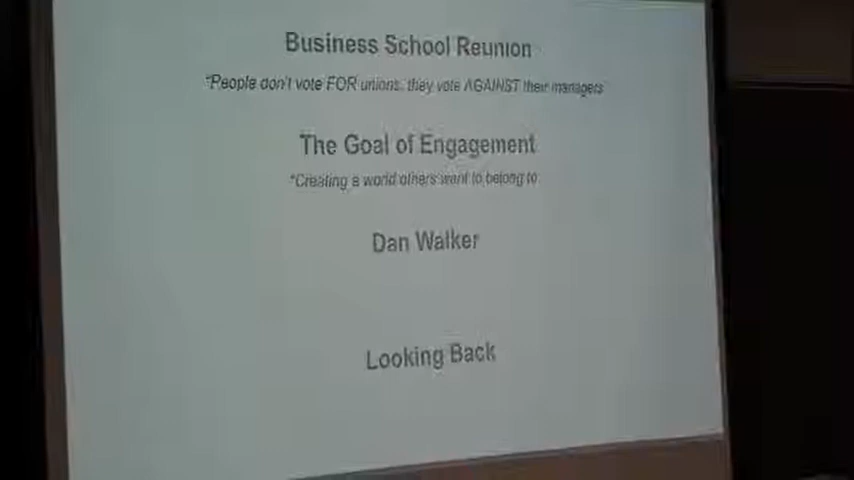 Business School Reunion
"People don't vote FOR unions, they vote AGAINST their managers
The Goal of Engagement
"Creating a world others want to belong to
Dan Walker
Looking Back